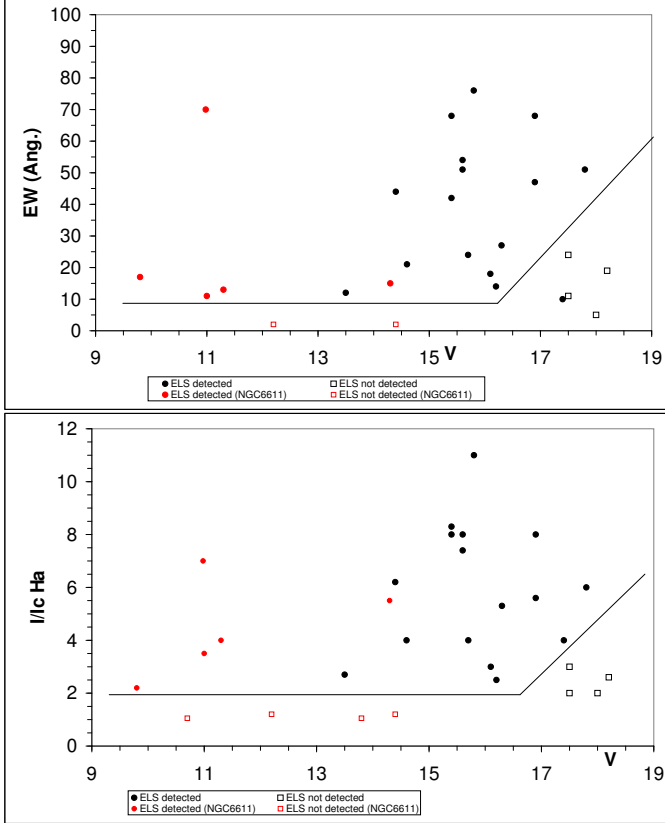 100
90
80
70
60
50
40
30
20
10
0
EW (Ang.)
9 11 13 15 17 19
V
ELS detected ELS not detected
ELS detected (NGC6611) ELS not detected (NGC6611)
12
10
8
6
4
2
0
I/Ic Ha
9 11 13 15 17 19
V
ELS detected ELS not detected
ELS detected (NGC6611) ELS not detected (NGC6611)